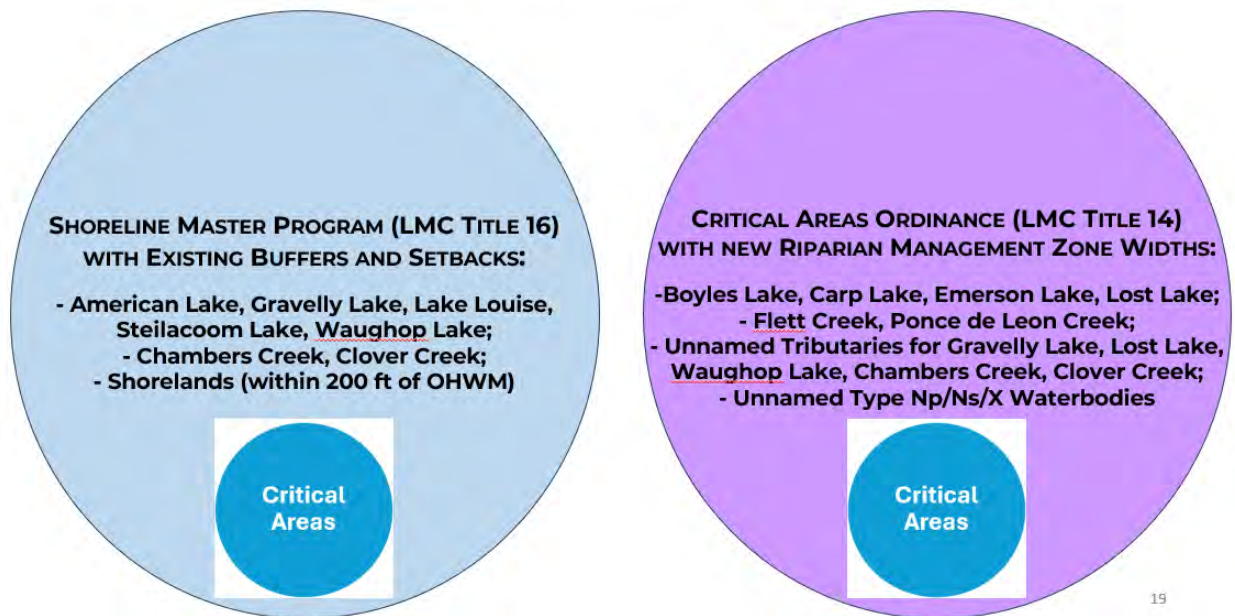 SHORELINE MASTER PROGRAM (LMC TITLE 16)
WITH EXISTING BUFFERS AND SETBACKS:
- American Lake, Gravelly Lake, Lake Louise,
Steilacoom Lake, Waughop Lake;
- Chambers Creek, Clover Creek;
- Shorelands (within 200 ft of OHWM)
Critical
Areas
CRITICAL AREAS ORDINANCE (LMC TITLE 14)
WITH NEW RIPARIAN MANAGEMENT ZONE WIDTHS:
-Boyles Lake, Carp Lake, Emerson Lake, Lost Lake;
- Flett Creek, Ponce de Leon Creek;
- Unnamed Tributaries for Gravelly Lake, Lost Lake,
Waughop Lake, Chambers Creek, Clover Creek;
- Unnamed Type Np/Ns/X Waterbodies
Critical
Areas
19